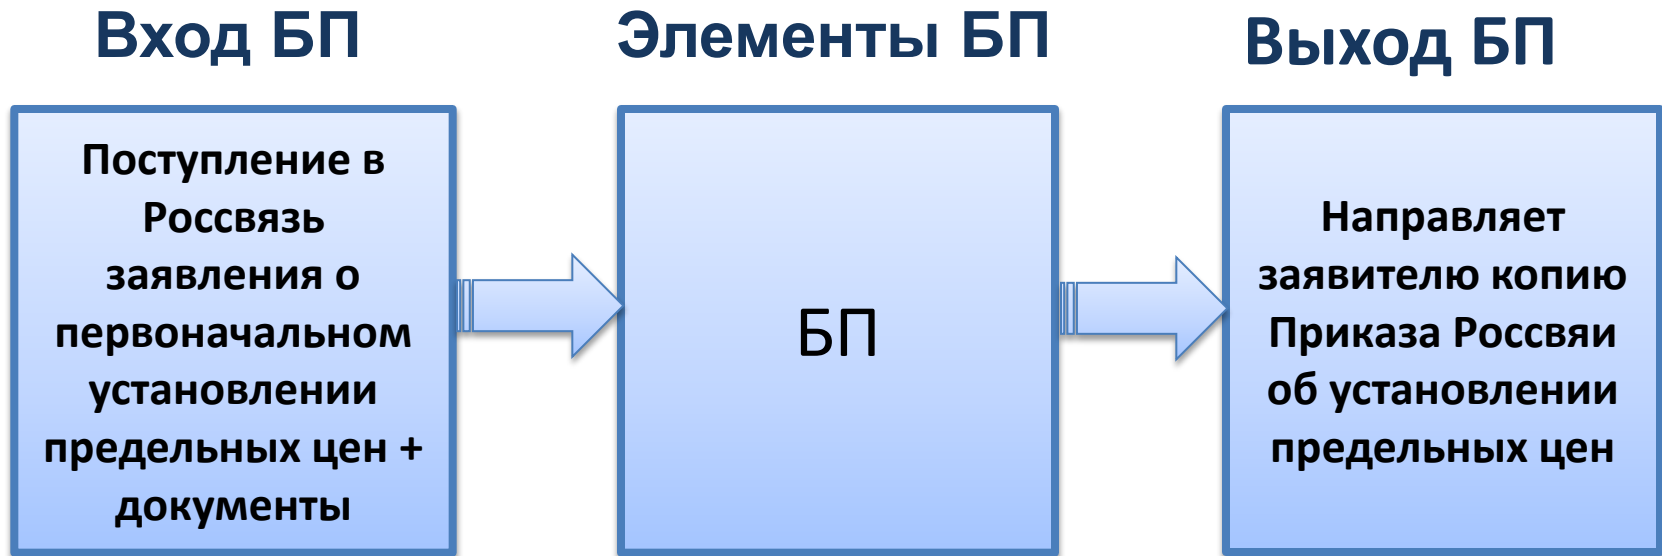 Вход БП
Элементы БП
Выход БП
Поступление в
Россвязь
заявления о
первоначальном
установлении
предельных цен +
документы
БП
Направляет
заявителю копию
Приказа Россвяи
об установлении
предельных цен